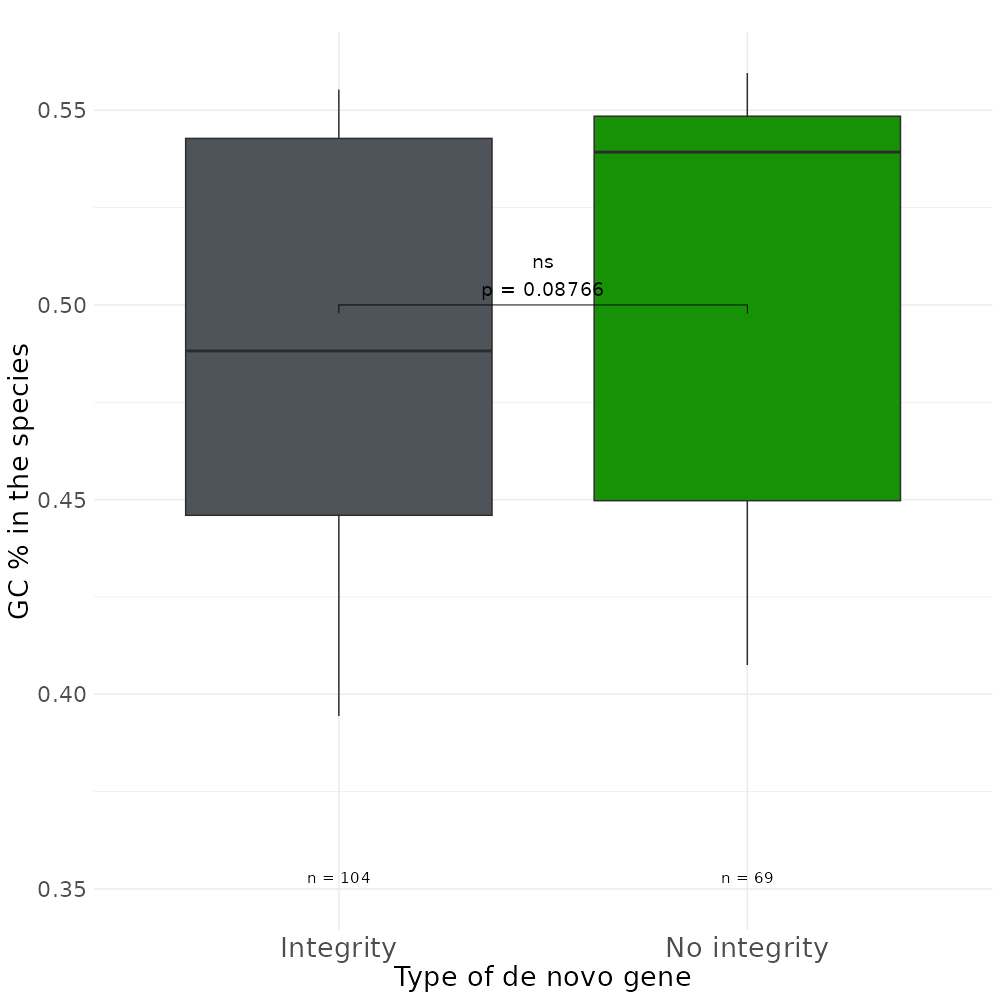 0.55
0.50
0.45
0.40
0.35
GC % in the species
ns
p = 0.08766
n = 104
n = 69
Integrity
No integrity
Type of de novo gene